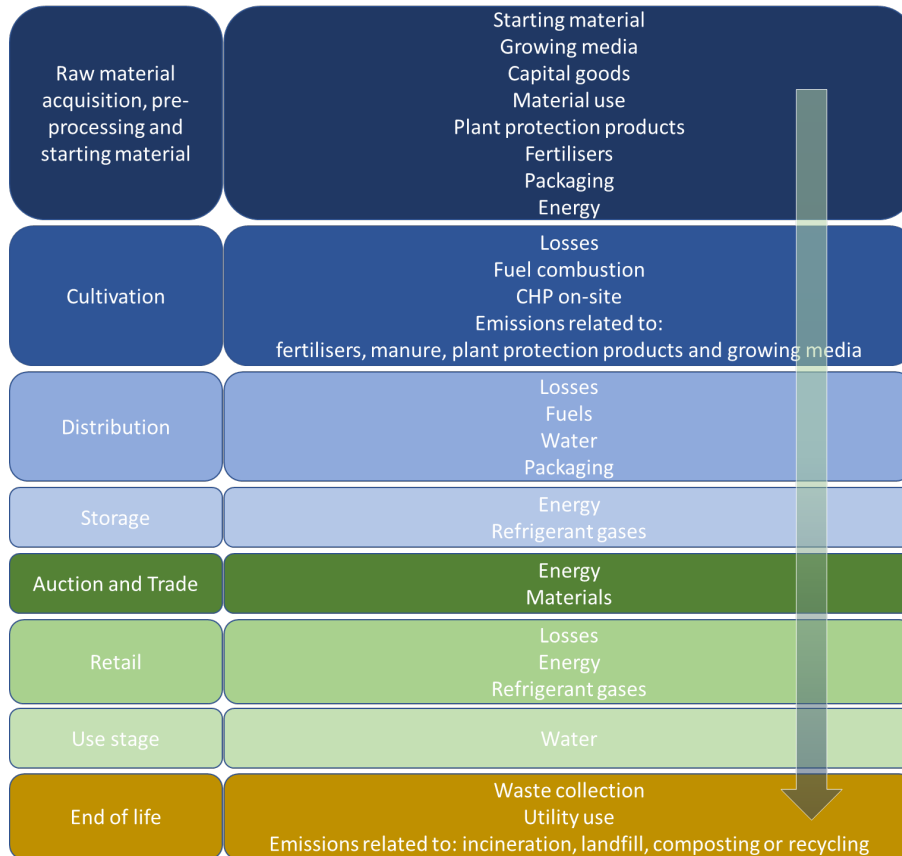 Raw material
acquisition, pre-
processing and
starting material
Starting material
Growing media
Capital goods
Material use
Plant protection products
Fertilisers
Packaging
Energy
Cultivation
Losses
Fuel combustion
CHP on-site
Emissions related to:
fertilisers, manure, plant protection products and growing media
Distribution
Losses
Fuels
Water
Packaging
Storage
Energy
Refrigerant gases
Auction and Trade
Energy
Materials
Retail
Losses
Energy
Refrigerant gases
Use stage
Water
End of life
Waste collection
Utility use
Emissions related to: incineration, landfill, composting or recycling